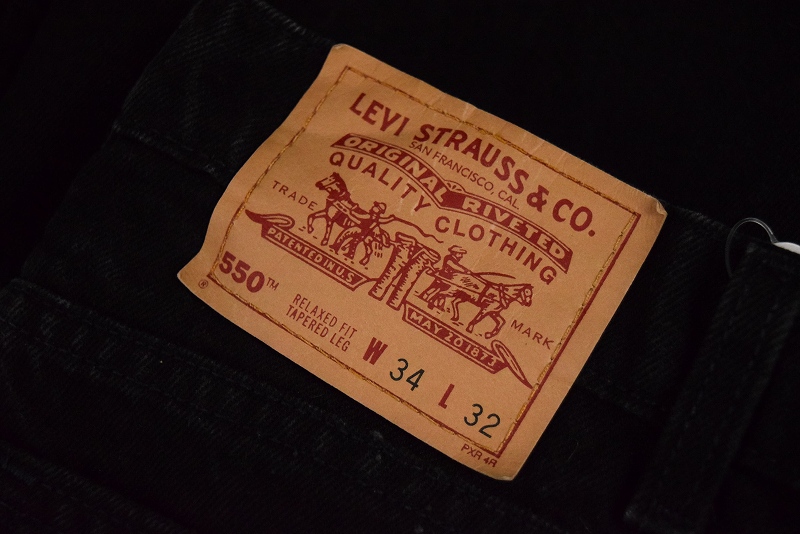 LEVI STRAUSS & CO.
SAN FRANCISCO, CAL.
ORIGINAL RIVETED
QUALITY CLOTHING
TRADE MARK
PATENTED IN U.S.
MAY 20 1873
®
550™
RELAXED FIT
TAPERED LEG
W 34 L 32
PXR 4R